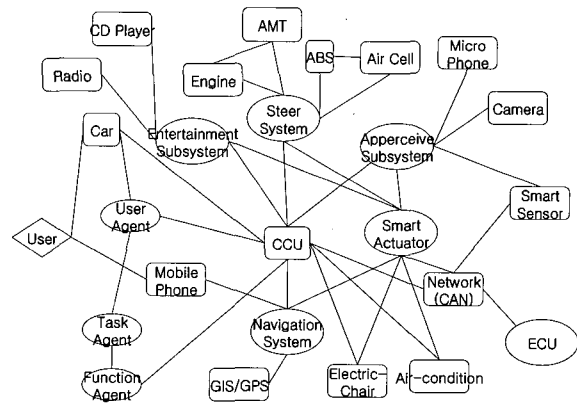 CD Player
AMT
Micro
Phone
Radio
Engine
ABS
Air Cell
Camera
Car
Entertainment
Subsystem
Steer
System
Apperceive
Subsystem
User
User
Agent
CCU
Smart
Actuator
Smart
Sensor
Mobile
Phone
Network
(CAN)
Task
Agent
Navigation
System
ECU
Function
Agent
GIS/GPS
Electric-
Chair
Air-condition